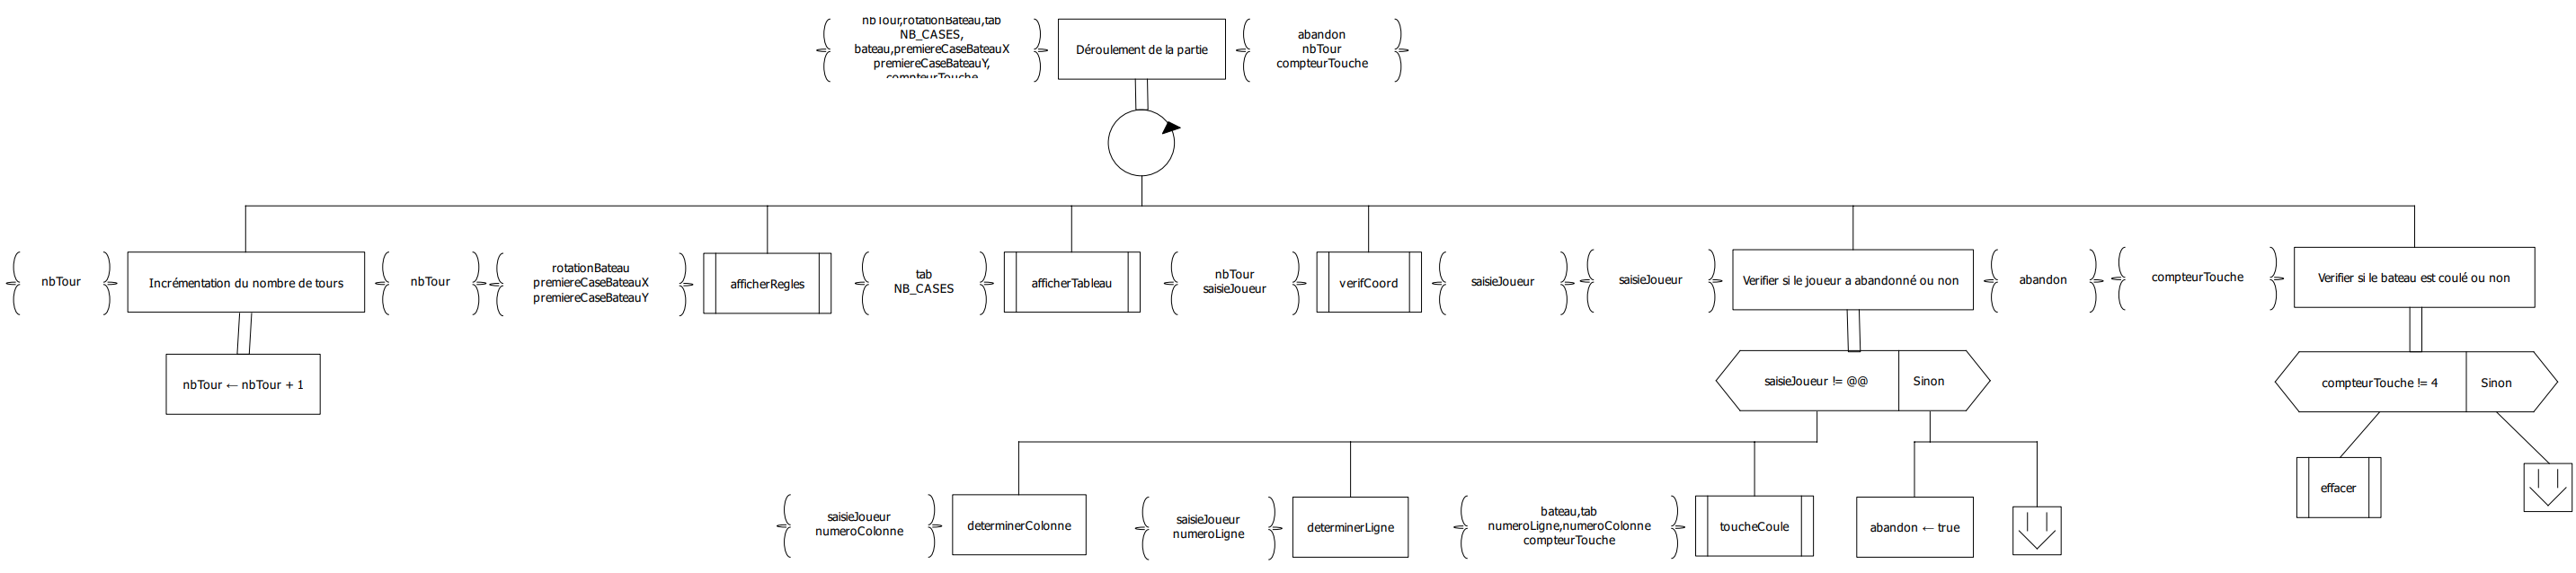 nbTour,rotationBateau,tab
NB_CASES,
bateau,premiereCaseBateauX
premiereCaseBateauY,
compteurTouche
Déroulement de la partie
abandon
nbTour
compteurTouche
nbTour
Incrémentation du nombre de tours
nbTour
rotationBateau
premiereCaseBateauX
premiereCaseBateauY
afficherRegles
tab
NB_CASES
afficherTableau
nbTour
saisieJoueur
verifCoord
saisieJoueur
saisieJoueur
Verifier si le joueur a abandonné ou non
abandon
compteurTouche
Verifier si le bateau est coulé ou non
nbTour ← nbTour + 1
saisieJoueur != @@
Sinon
compteurTouche != 4
Sinon
saisieJoueur
numeroColonne
determinerColonne
saisieJoueur
numeroLigne
determinerLigne
bateau,tab
numeroLigne,numeroColonne
compteurTouche
toucheCoule
abandon ← true
effacer